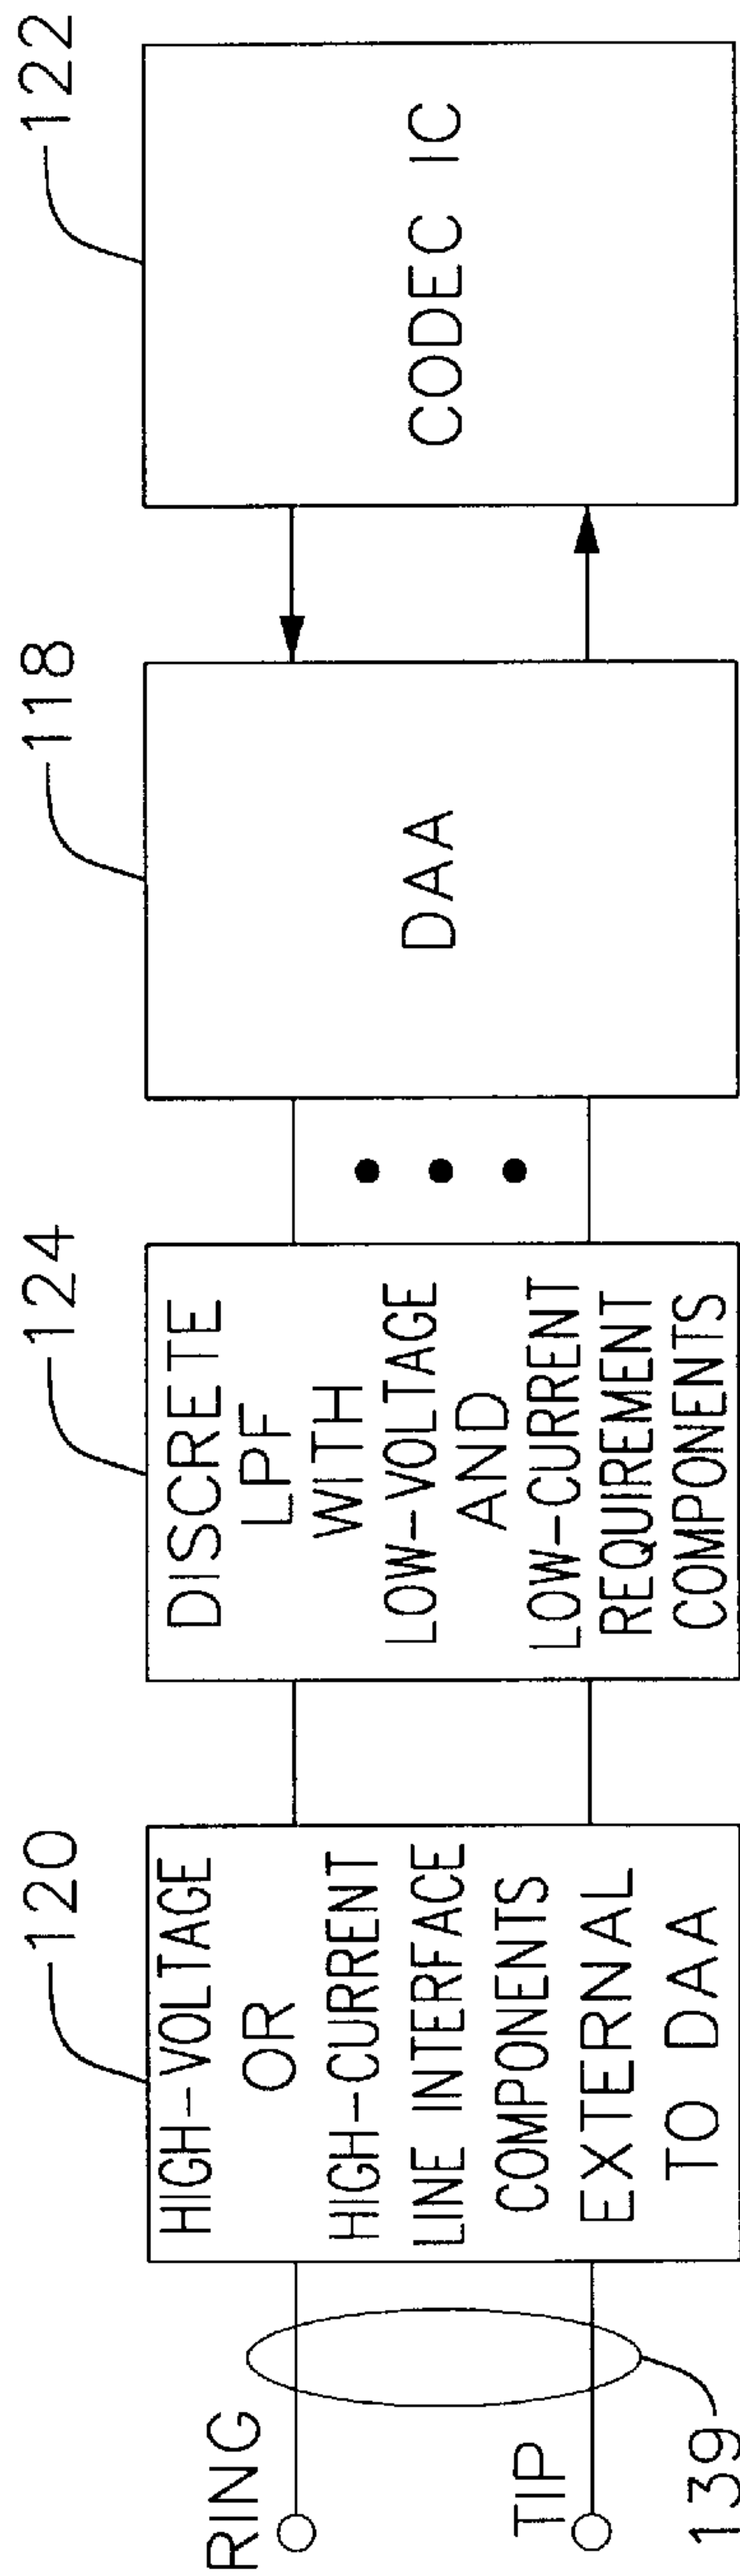 120
124
118
122
RING
TIP
139
HIGH-VOLTAGE
OR
HIGH-CURRENT
LINE INTERFACE
COMPONENTS
EXTERNAL
TO DAA
DISCRETE
LPF
WITH
LOW-VOLTAGE
AND
LOW-CURRENT
REQUIREMENT
COMPONENTS
DAA
CODEC IC